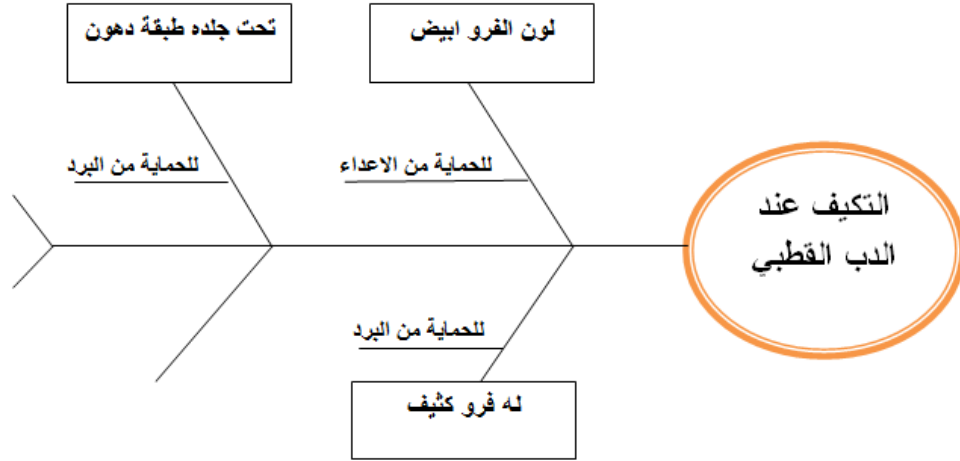 لون الفرو ابيض
تحت جلده طبقة دهون
للحماية من الاعداء
للحماية من البرد
التكيف عند
الدب القطبي
للحماية من البرد
له فرو كثيف